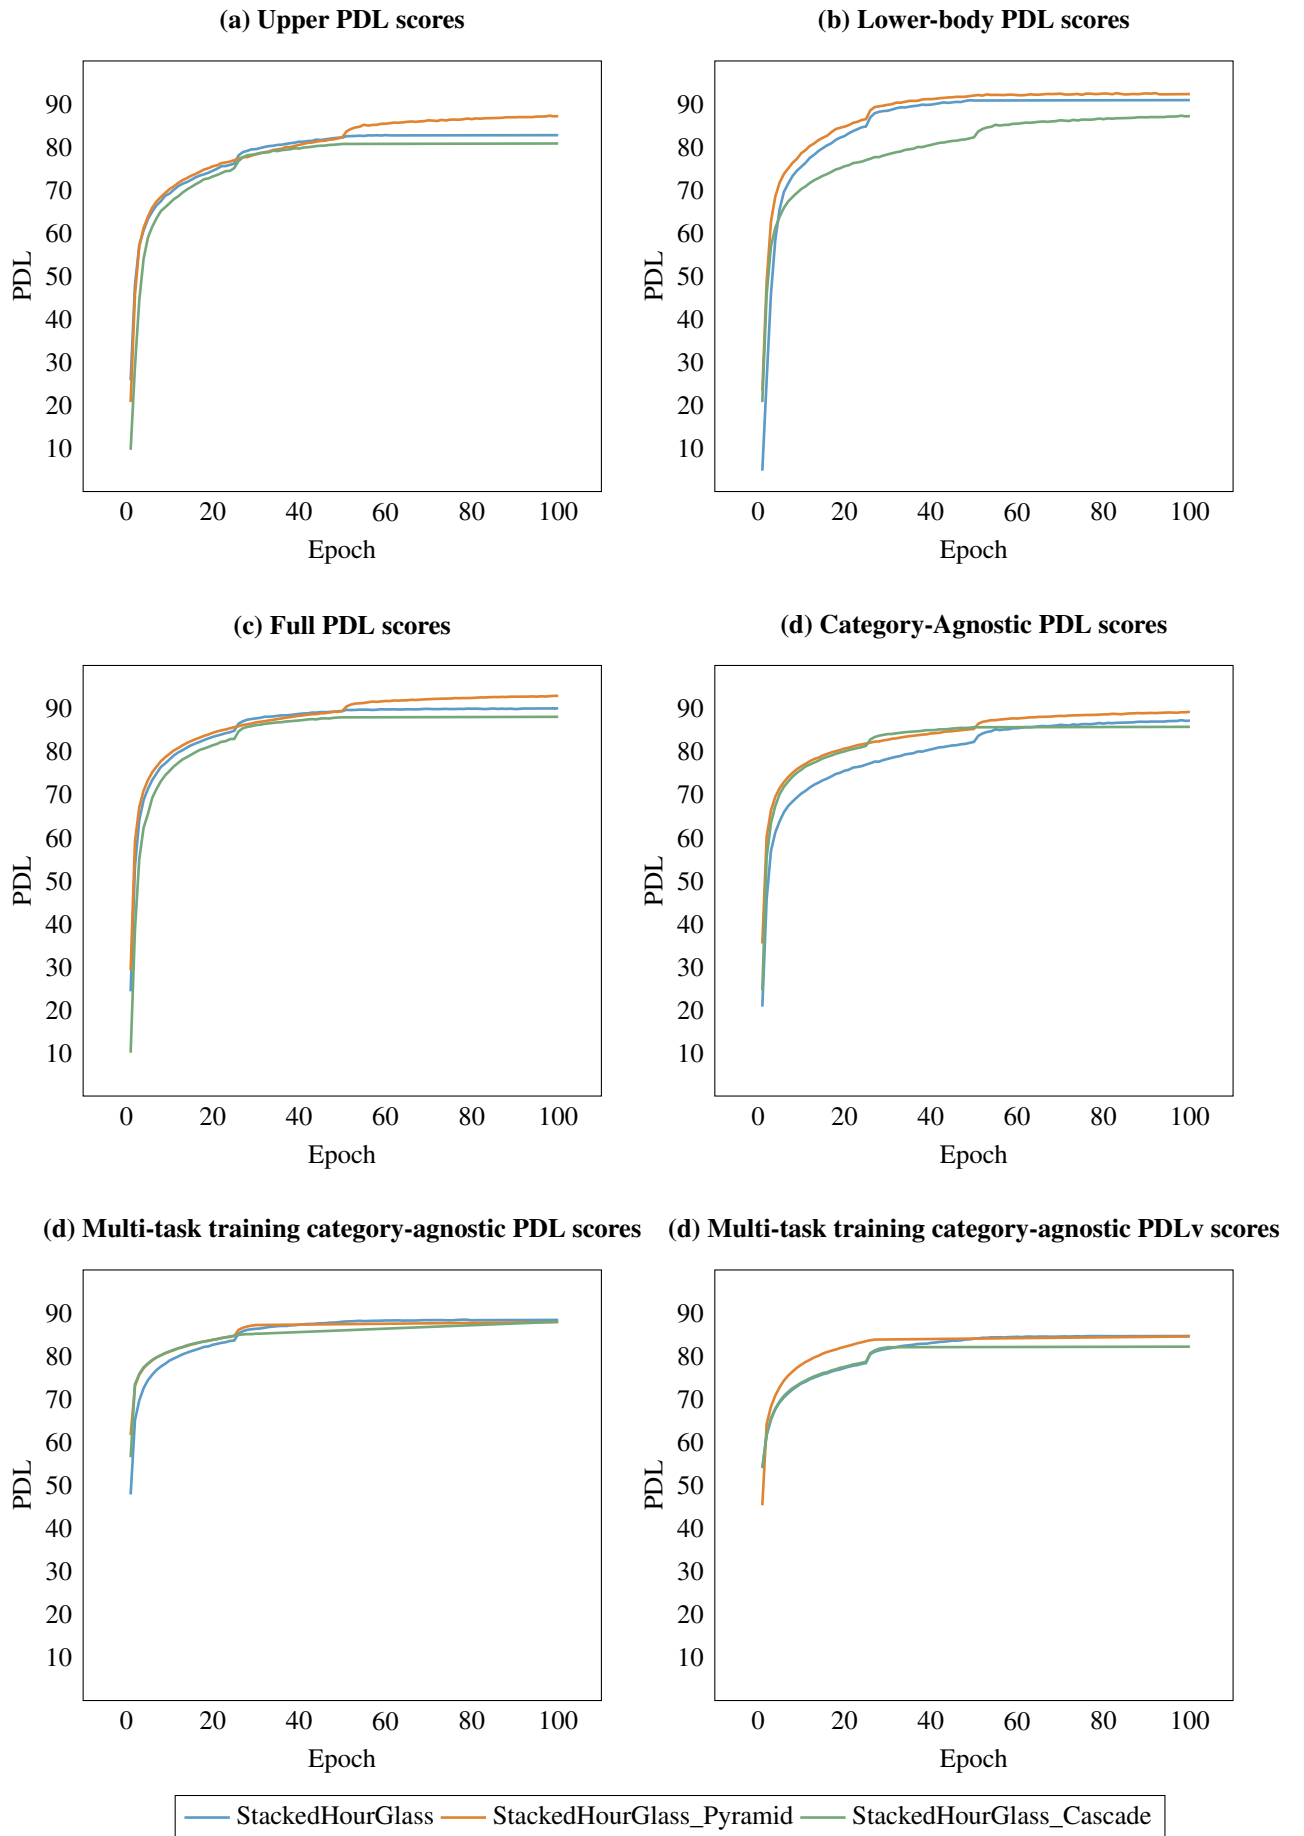 (a) Upper PDL scores
90
80
70
60
50
40
30
20
10
PDL
0 20 40 60 80 100
Epoch
(b) Lower-body PDL scores
90
80
70
60
50
40
30
20
10
PDL
0 20 40 60 80 100
Epoch
(c) Full PDL scores
90
80
70
60
50
40
30
20
10
PDL
0 20 40 60 80 100
Epoch
(d) Category-Agnostic PDL scores
90
80
70
60
50
40
30
20
10
PDL
0 20 40 60 80 100
Epoch
(d) Multi-task training category-agnostic PDL scores
90
80
70
60
50
40
30
20
10
PDL
0 20 40 60 80 100
Epoch
(d) Multi-task training category-agnostic PDLv scores
90
80
70
60
50
40
30
20
10
PDL
0 20 40 60 80 100
Epoch
StackedHourGlass StackedHourGlass_Pyramid StackedHourGlass_Cascade